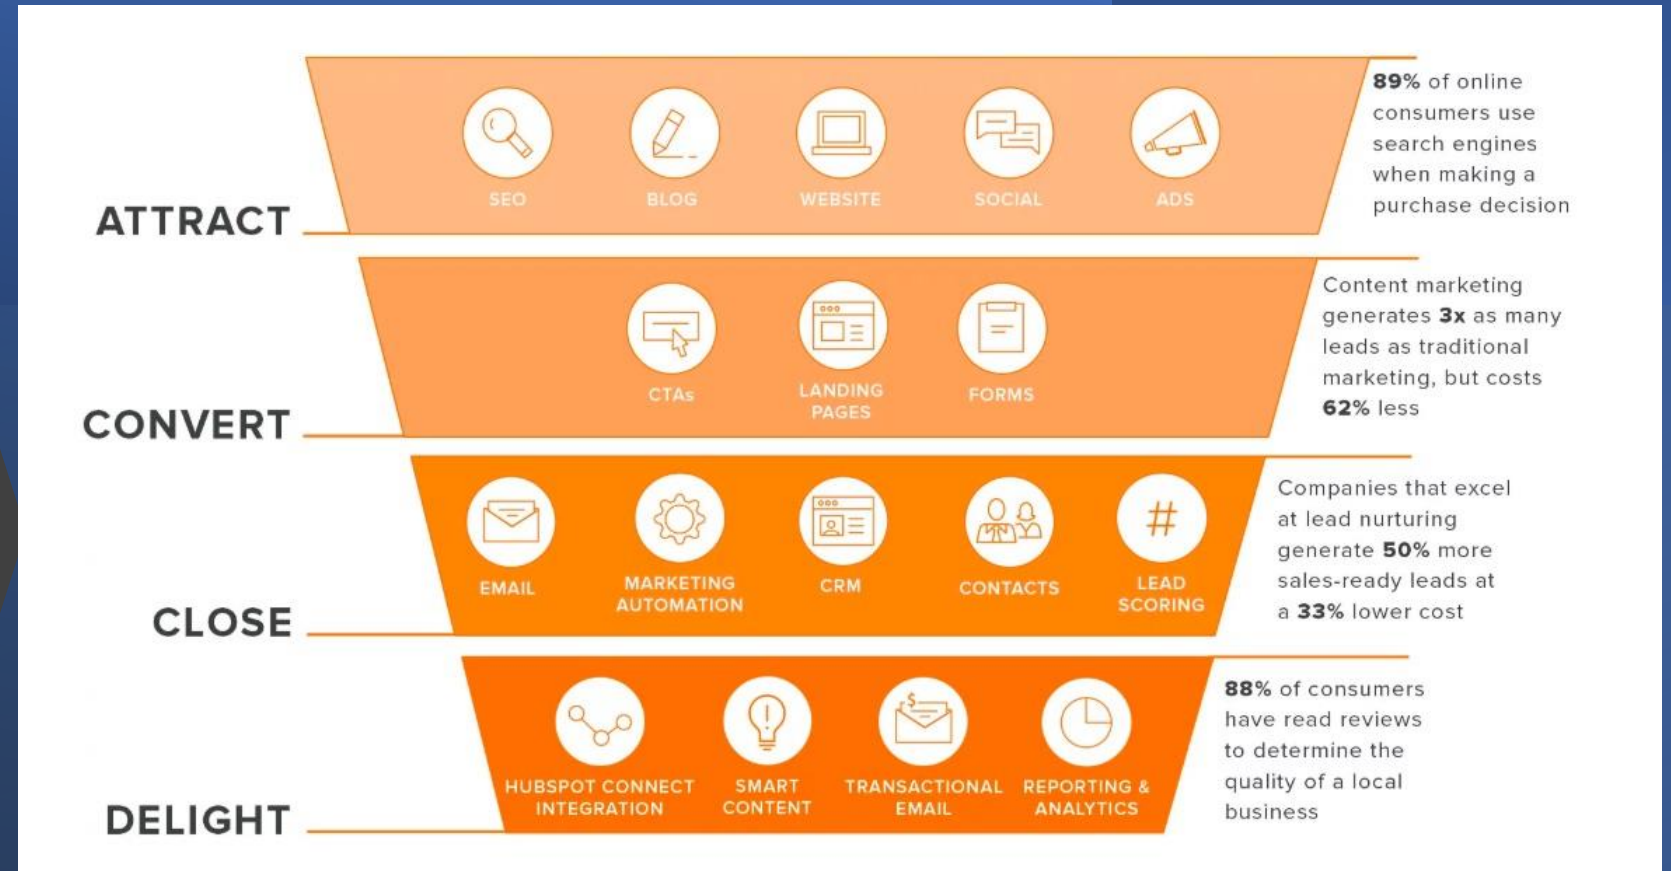 ATTRACT
SEO
BLOG
WEBSITE
SOCIAL
ADS
89% of online
consumers use
search engines
when making a
purchase decision
CONVERT
CTAs
LANDING
PAGES
FORMS
Content marketing
generates 3x as many
leads as traditional
marketing, but costs
62% less
CLOSE
EMAIL
MARKETING
AUTOMATION
CRM
CONTACTS
#
LEAD
SCORING
Companies that excel
at lead nurturing
generate 50% more
sales-ready leads at
a 33% lower cost
DELIGHT
HUBSPOT CONNECT
INTEGRATION
SMART
CONTENT
$
TRANSACTIONAL
EMAIL
REPORTING &
ANALYTICS
88% of consumers
have read reviews
to determine the
quality of a local
business